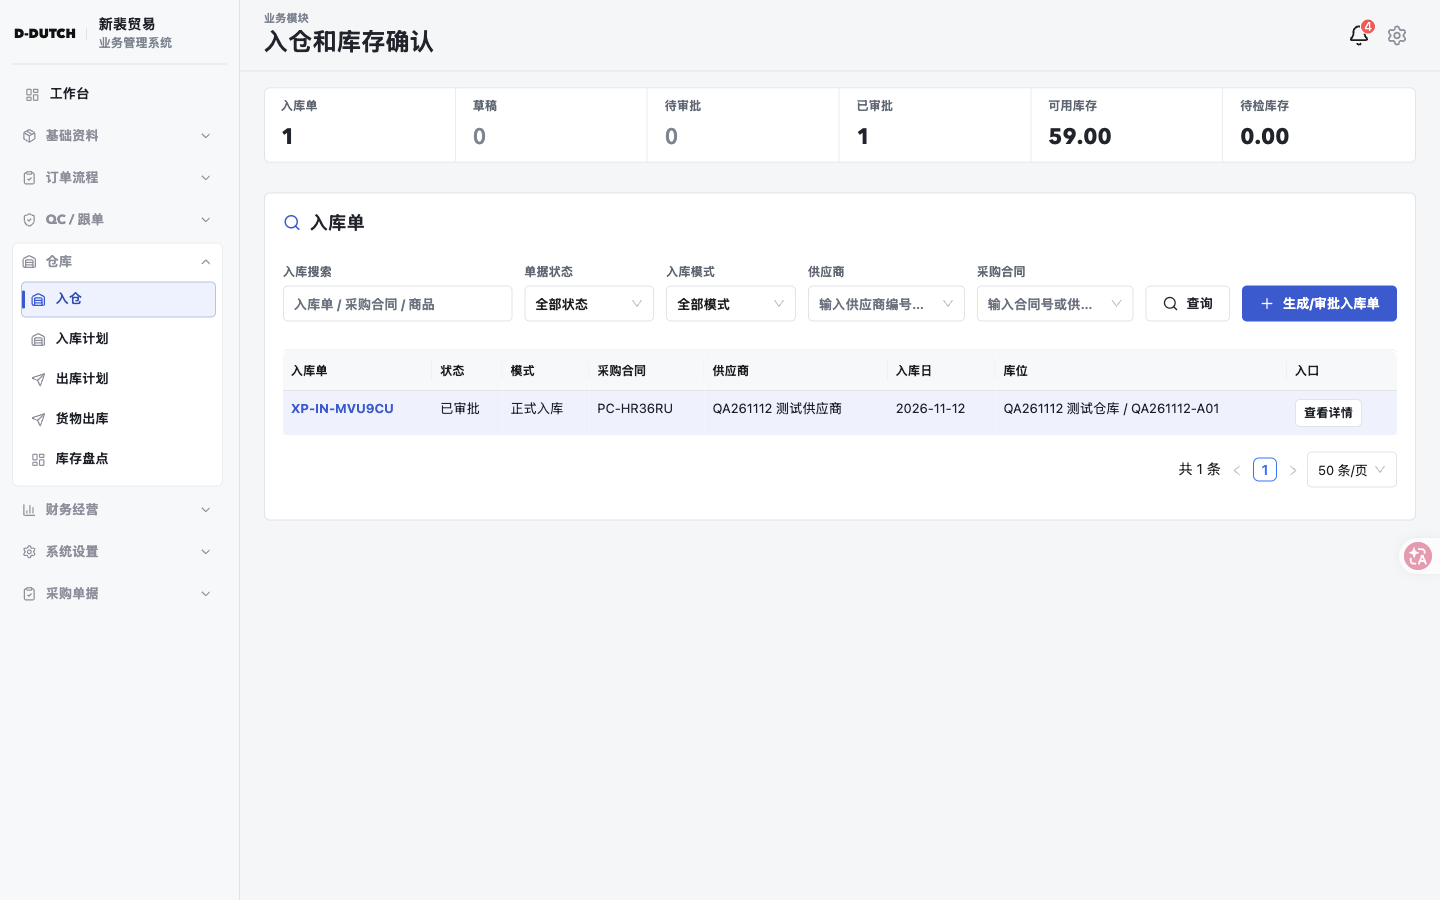 D-DUTCH
新裴贸易
业务管理系统
工作台
基础资料
订单流程
QC / 跟单
仓库
入仓
入库计划
出库计划
货物出库
库存盘点
财务经营
系统设置
采购单据
业务模块
入仓和库存确认
4
入库单
1
草稿
0
待审批
0
已审批
1
可用库存
59.00
待检库存
0.00
入库单
入库搜索
单据状态
入库模式
供应商
采购合同
入库单 / 采购合同 / 商品
全部状态
全部模式
输入供应商编号...
输入合同号或供...
查询
生成/审批入库单
入库单 状态 模式 采购合同 供应商 入库日 库位 入口
XP-IN-MVU9CU 已审批 正式入库 PC-HR36RU QA261112 测试供应商 2026-11-12 QA261112 测试仓库 / QA261112-A01 查看详情
共 1 条 1 50 条/页